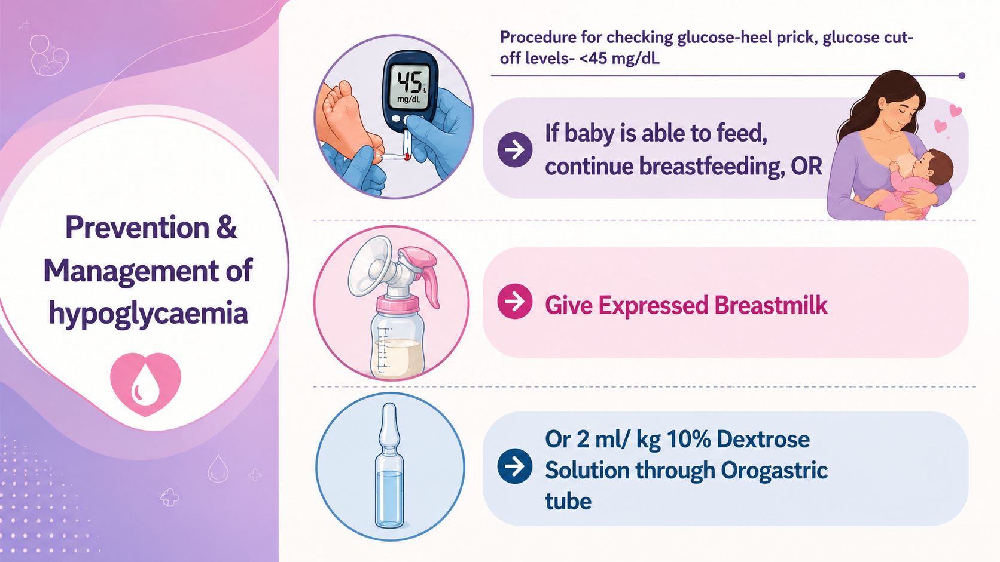 Prevention &
Management of
hypoglycaemia
Procedure for checking glucose-heel prick, glucose cut-
off levels- <45 mg/dL
45
mg/dL
If baby is able to feed,
continue breastfeeding, OR
Give Expressed Breastmilk
Or 2 ml/ kg 10% Dextrose
Solution through Orogastric
tube